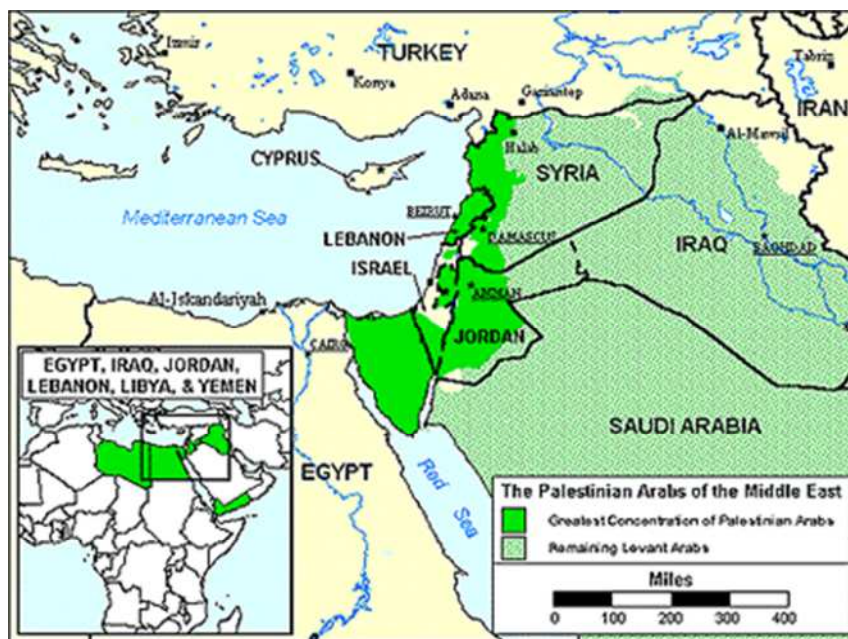 TURKEY
Izmir
Konya
Adana
Gaziantep
Tabriz
IRAN
Al-Mawsil
Halab
CYPRUS
SYRIA
Mediterranean Sea
BEIRUT
LEBANON
DAMASCUS
IRAQ
BAGHDAD
ISRAEL
Al-Iskandariyah
AMMAN
CAIRO
JORDAN
EGYPT, IRAQ, JORDAN,
LEBANON, LIBYA, & YEMEN
SAUDI ARABIA
EGYPT
Red Sea
The Palestinian Arabs of the Middle East
Greatest Concentration of Palestinian Arabs
Remaining Levant Arabs
Miles
0 100 200 300 400